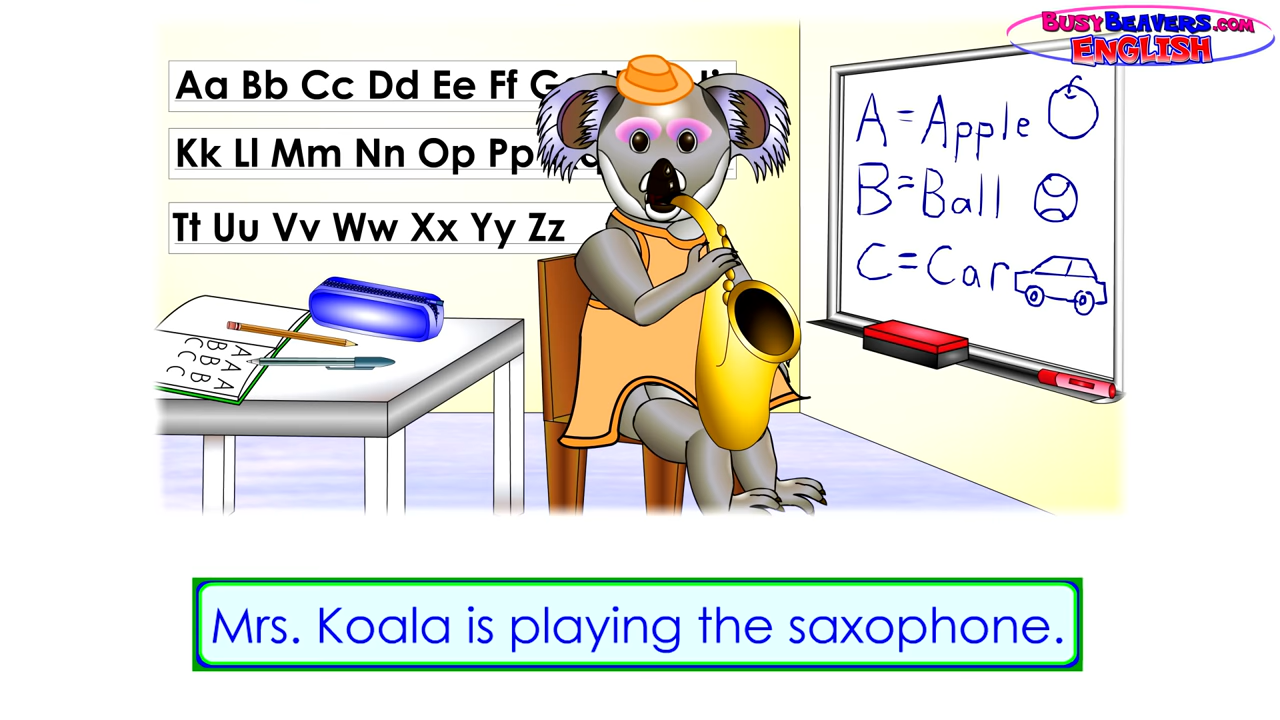 BUSYBEAVERS.COM
ENGLISH
Aa Bb Cc Dd Ee Ff
Kk Ll Mm Nn Op Pp
Tt Uu Vv Ww Xx Yy Zz
A = Apple
B = Ball
C = Car
A A A
B B B
C C C
Mrs. Koala is playing the saxophone.